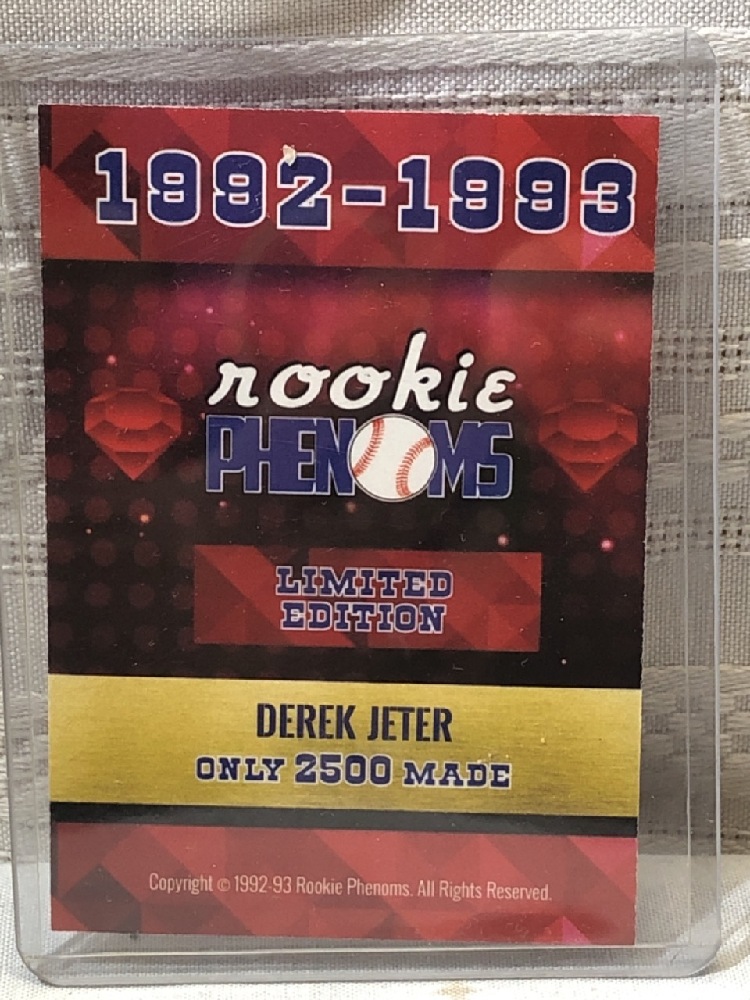 1992-1993
rookie
PHENOMS
LIMITED
EDITION
DEREK JETER
ONLY 2500 MADE
Copyright © 1992-93 Rookie Phenoms. All Rights Reserved.